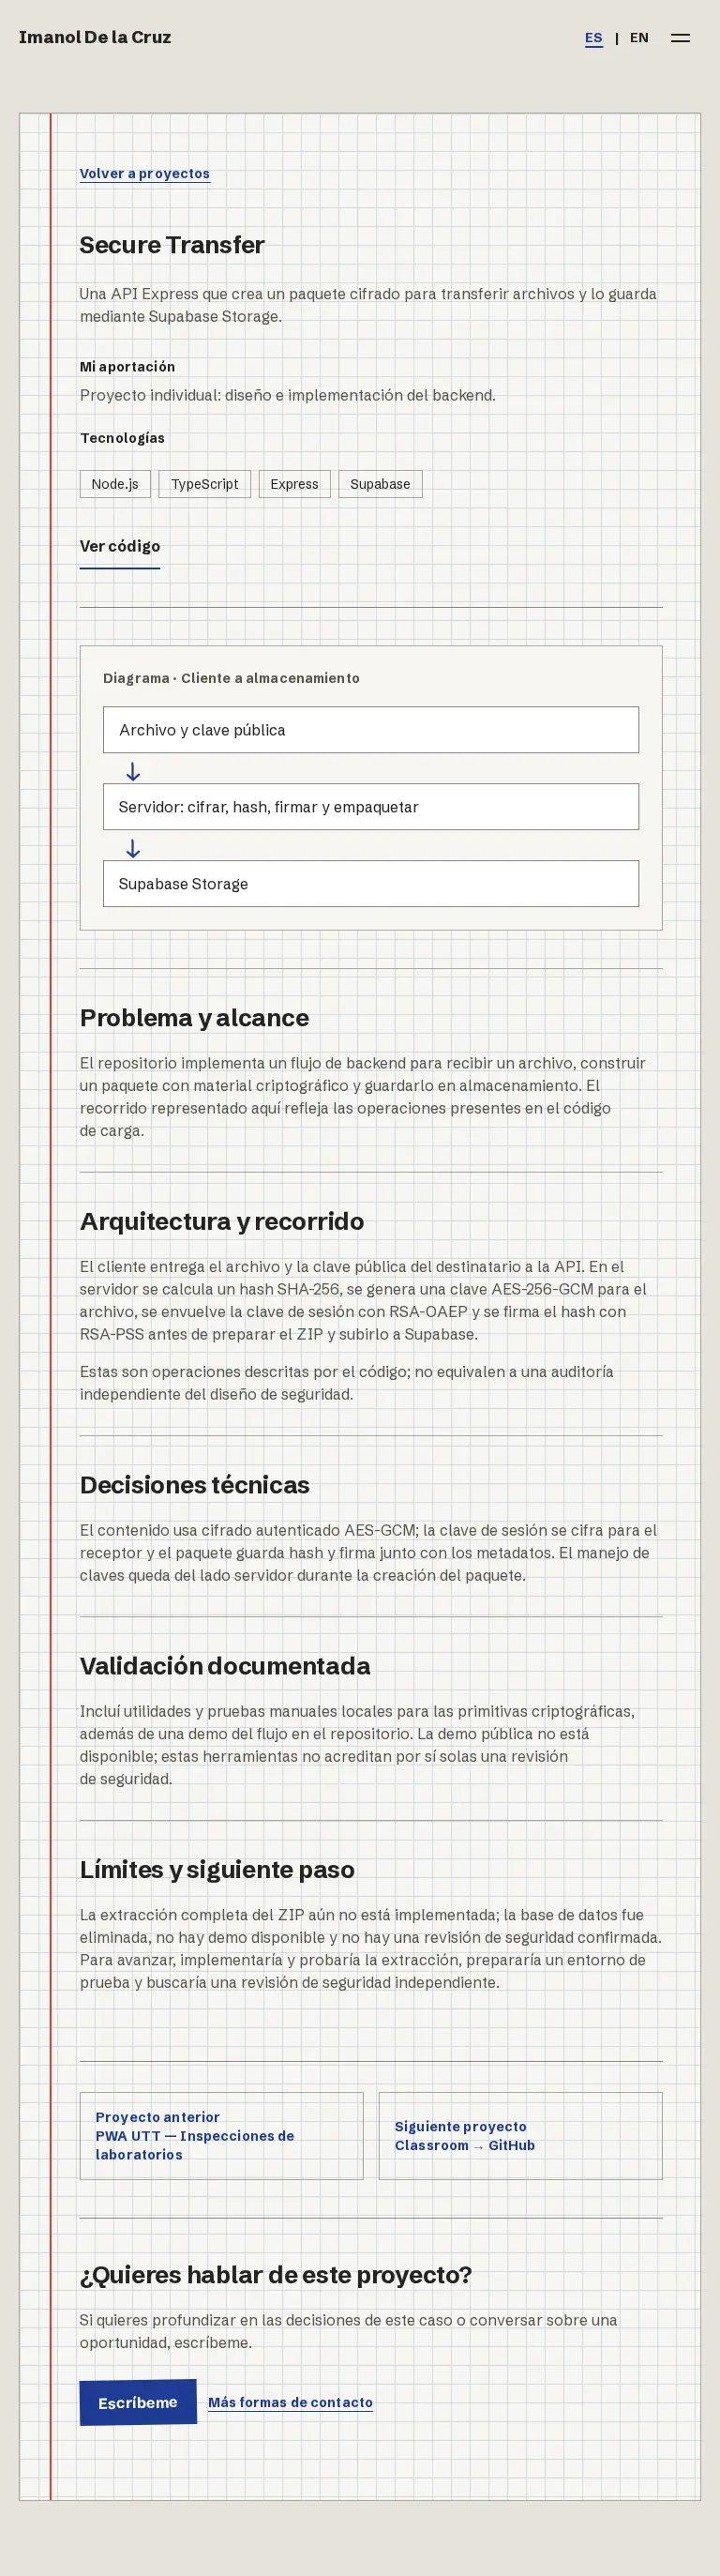 Imanol De la Cruz
ES | EN
Volver a proyectos
Secure Transfer
Una API Express que crea un paquete cifrado para transferir archivos y lo guarda
mediante Supabase Storage.
Mi aportación
Proyecto individual: diseño e implementación del backend.
Tecnologías
Node.js TypeScript Express Supabase
Ver código
Diagrama · Cliente a almacenamiento
Archivo y clave pública
↓
Servidor: cifrar, hash, firmar y empaquetar
↓
Supabase Storage
Problema y alcance
El repositorio implementa un flujo de backend para recibir un archivo, construir
un paquete con material criptográfico y guardarlo en almacenamiento. El
recorrido representado aquí refleja las operaciones presentes en el código
de carga.
Arquitectura y recorrido
El cliente entrega el archivo y la clave pública del destinatario a la API. En el
servidor se calcula un hash SHA-256, se genera una clave AES-256-GCM para el
archivo, se envuelve la clave de sesión con RSA-OAEP y se firma el hash con
RSA-PSS antes de preparar el ZIP y subirlo a Supabase.
Estas son operaciones descritas por el código; no equivalen a una auditoría
independiente del diseño de seguridad.
Decisiones técnicas
El contenido usa cifrado autenticado AES-GCM; la clave de sesión se cifra para el
receptor y el paquete guarda hash y firma junto con los metadatos. El manejo de
claves queda del lado servidor durante la creación del paquete.
Validación documentada
Incluí utilidades y pruebas manuales locales para las primitivas criptográficas,
además de una demo del flujo en el repositorio. La demo pública no está
disponible; estas herramientas no acreditan por sí solas una revisión
de seguridad.
Límites y siguiente paso
La extracción completa del ZIP aún no está implementada; la base de datos fue
eliminada, no hay demo disponible y no hay una revisión de seguridad confirmada.
Para avanzar, implementaría y probaría la extracción, prepararía un entorno de
prueba y buscaría una revisión de seguridad independiente.
Proyecto anterior
PWA UTT — Inspecciones de
laboratorios
Siguiente proyecto
Classroom → GitHub
¿Quieres hablar de este proyecto?
Si quieres profundizar en las decisiones de este caso o conversar sobre una
oportunidad, escríbeme.
Escríbeme Más formas de contacto